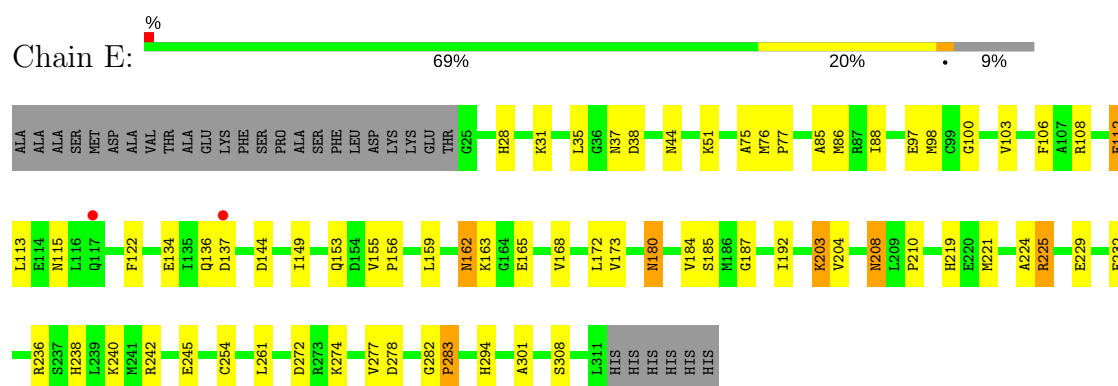 %
Chain E:
69% 20% • 9%
ALA ALA ALA SER MET ASP ALA VAL THR ALA GLU LYS PHE SER PRO ALA SER PHE LEU ASP LYS LYS GLU THR G25 H28 K31 L35 G36 N37 D38 N44 K51 A75 M76 P77 A85 M86 R87 I88 E97 M98 C99 G100 V103 F106 A107 R108
L113 E114 N115 L116 Q117 F122 E134 I135 Q136 D137 D144 I149 Q153 D154 V155 P156 L159 N162 K163 G164 E165 V168 L172 V173 N180 V184 S185 M186 G187 I192 K203 V204 N208 L209 P210 H219 E220 M221 A224 R225 E229
R236 S237 H238 L239 K240 M241 R242 E245 C254 L261 D272 R273 K274 V277 D278 G282 P283 H294 A301 S308 L311 HIS HIS HIS HIS HIS HIS